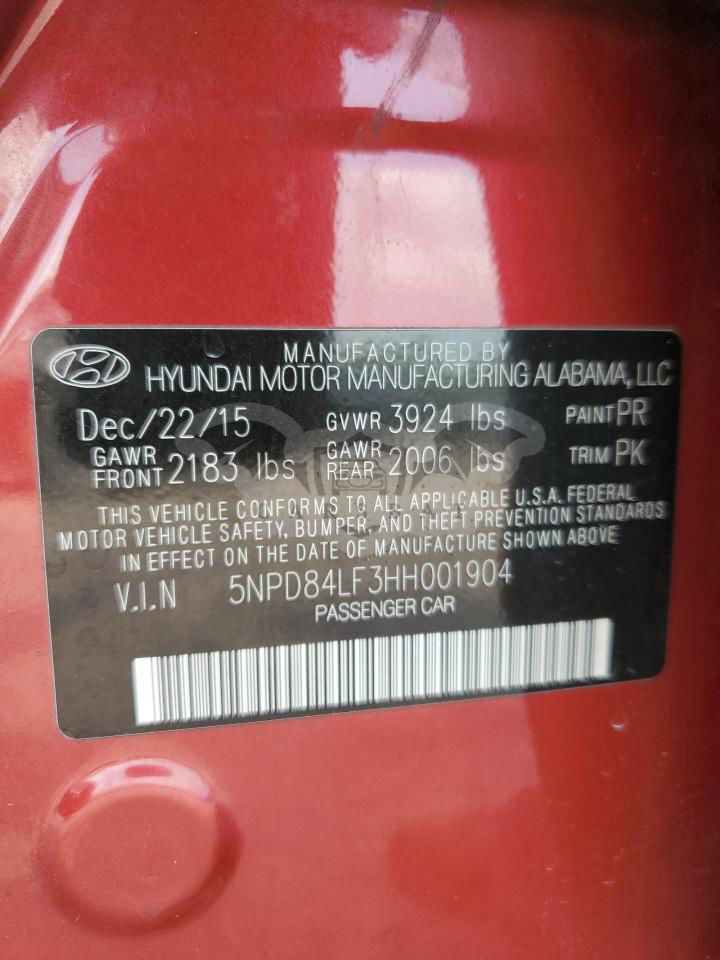 MANUFACTURED BY
HYUNDAI MOTOR MANUFACTURING ALABAMA, LLC
Dec/22/15 GVWR 3924 lbs PAINT PR
GAWR FRONT 2183 lbs GAWR REAR 2006 lbs TRIM PK
THIS VEHICLE CONFORMS TO ALL APPLICABLE U.S.A. FEDERAL
MOTOR VEHICLE SAFETY, BUMPER, AND THEFT PREVENTION STANDARDS
IN EFFECT ON THE DATE OF MANUFACTURE SHOWN ABOVE
V.I.N 5NPD84LF3HH001904
PASSENGER CAR